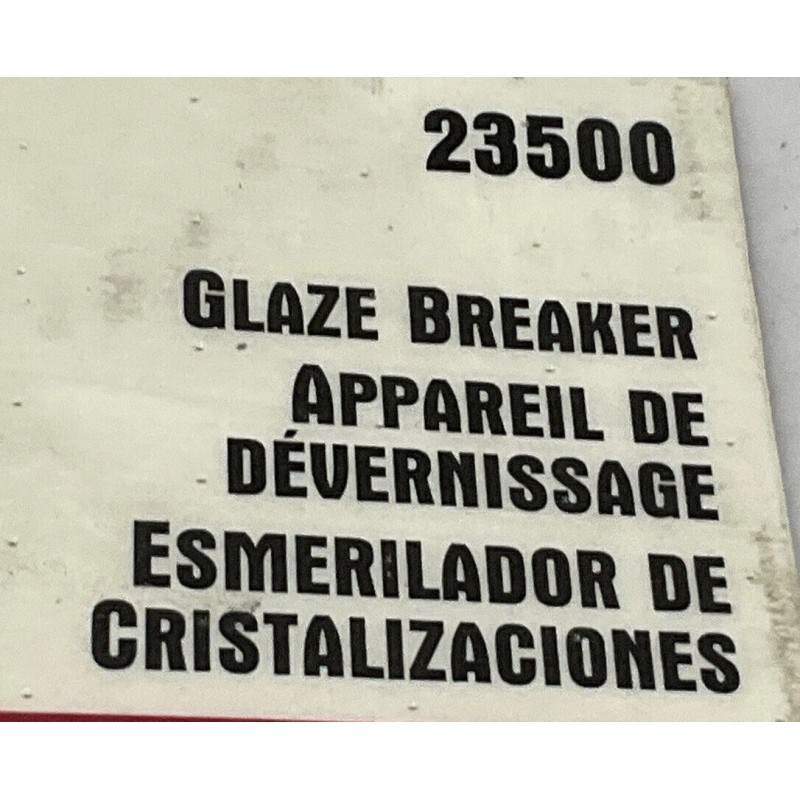 23500
GLAZE BREAKER
APPAREIL DE
DÉVERNISSAGE
ESMERILADOR DE
CRISTALIZACIONES